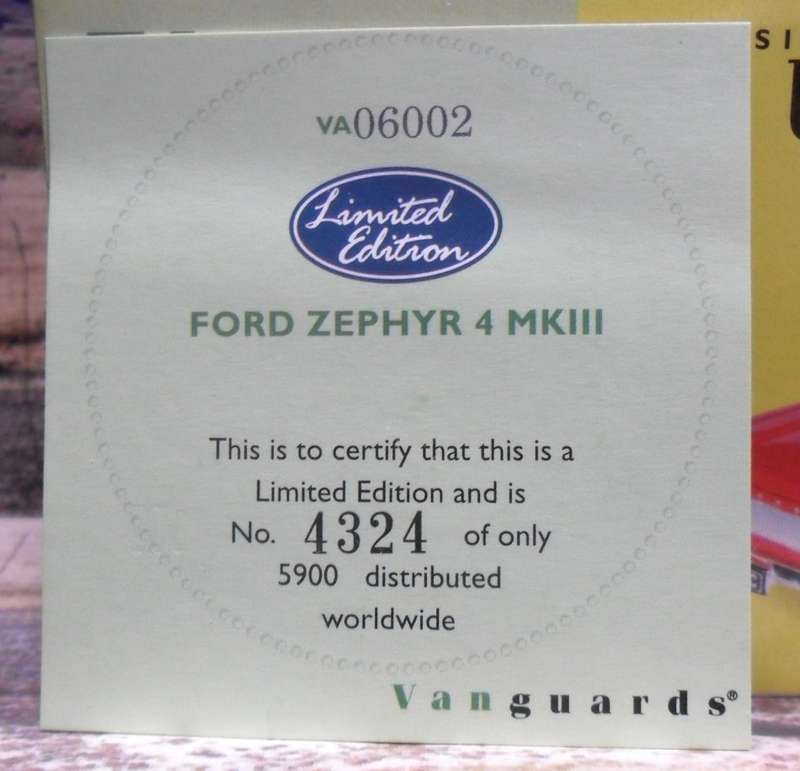 VA06002
Limited
Edition
FORD ZEPHYR 4 MKIII
This is to certify that this is a
Limited Edition and is
No. 4324 of only
5900 distributed
worldwide
Vanguards®
SI